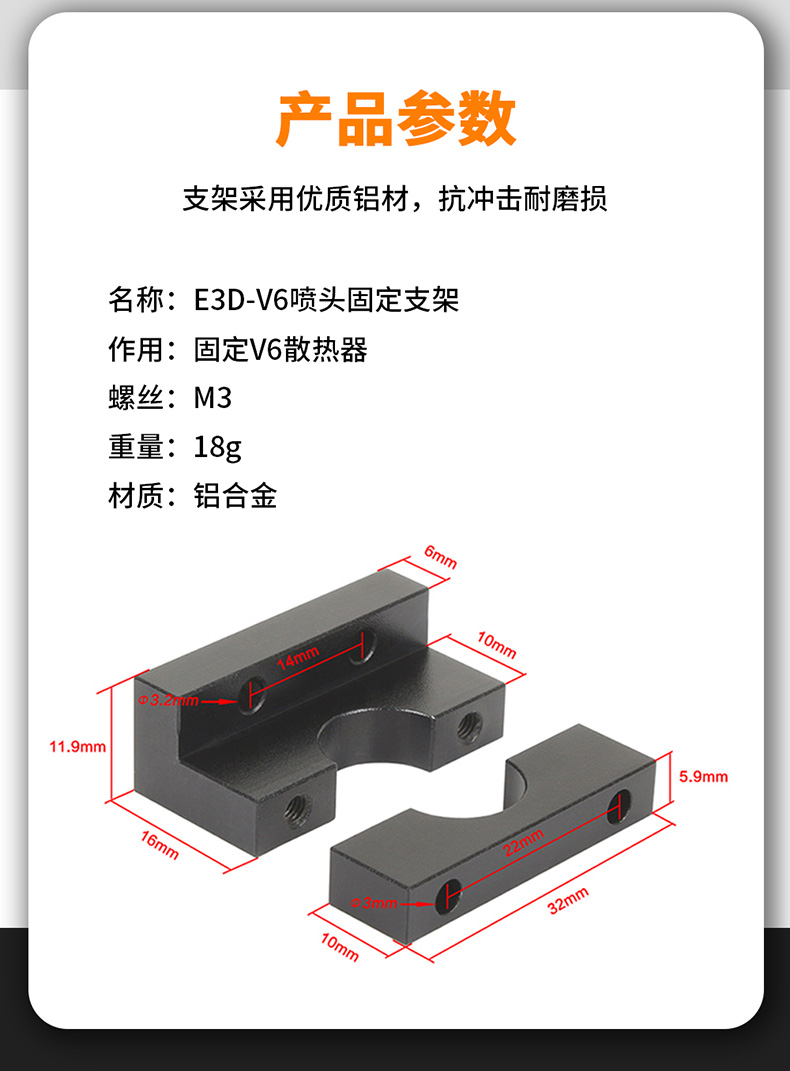 产品参数
支架采用优质铝材，抗冲击耐磨损
名称：E3D-V6喷头固定支架
作用：固定V6散热器
螺丝：M3
重量：18g
材质：铝合金
6mm
10mm
14mm
Φ3.2mm
11.9mm
5.9mm
16mm
22mm
Φ3mm
32mm
10mm